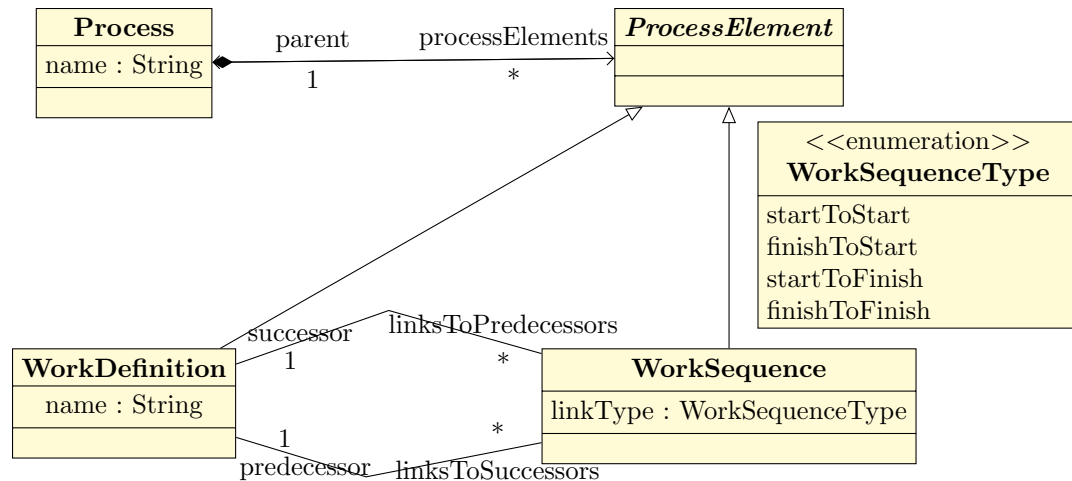 Process
name : String
parent
1
processElements
*
ProcessElement
<<enumeration>>
WorkSequenceType
startToStart
finishToStart
startToFinish
finishToFinish
successor
1
linksToPredecessors
*
WorkDefinition
name : String
WorkSequence
linkType : WorkSequenceType
1
predecessor
*
linksToSuccessors